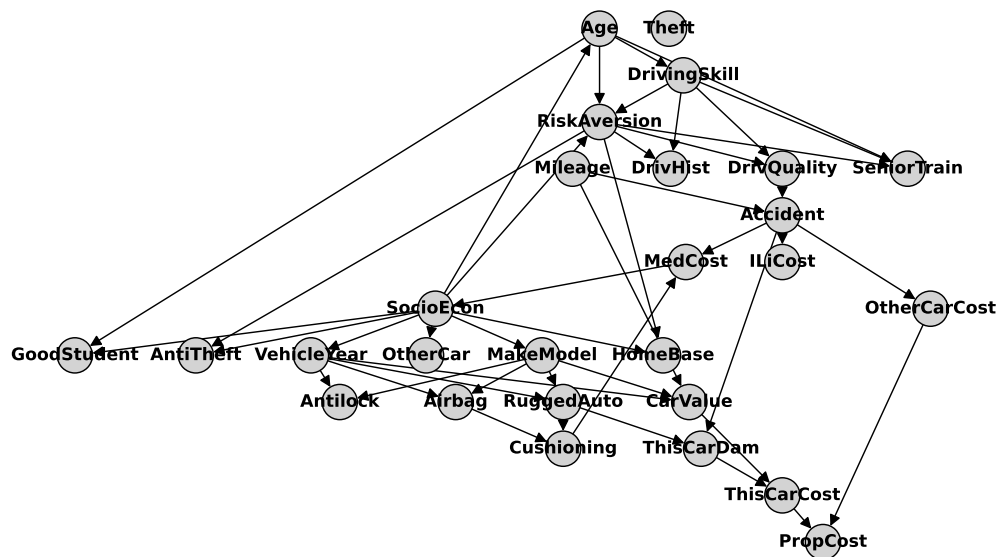 Age Theft
DrivingSkill
RiskAversion
Mileage DrivHist DrivQuality SeniorTrain
Accident
MedCost ILiCost
SocioEcon OtherCarCost
GoodStudent AntiTheft VehicleYear OtherCar MakeModel HomeBase
Antilock Airbag RuggedAuto CarValue
Cushioning ThisCarDam
ThisCarCost
PropCost